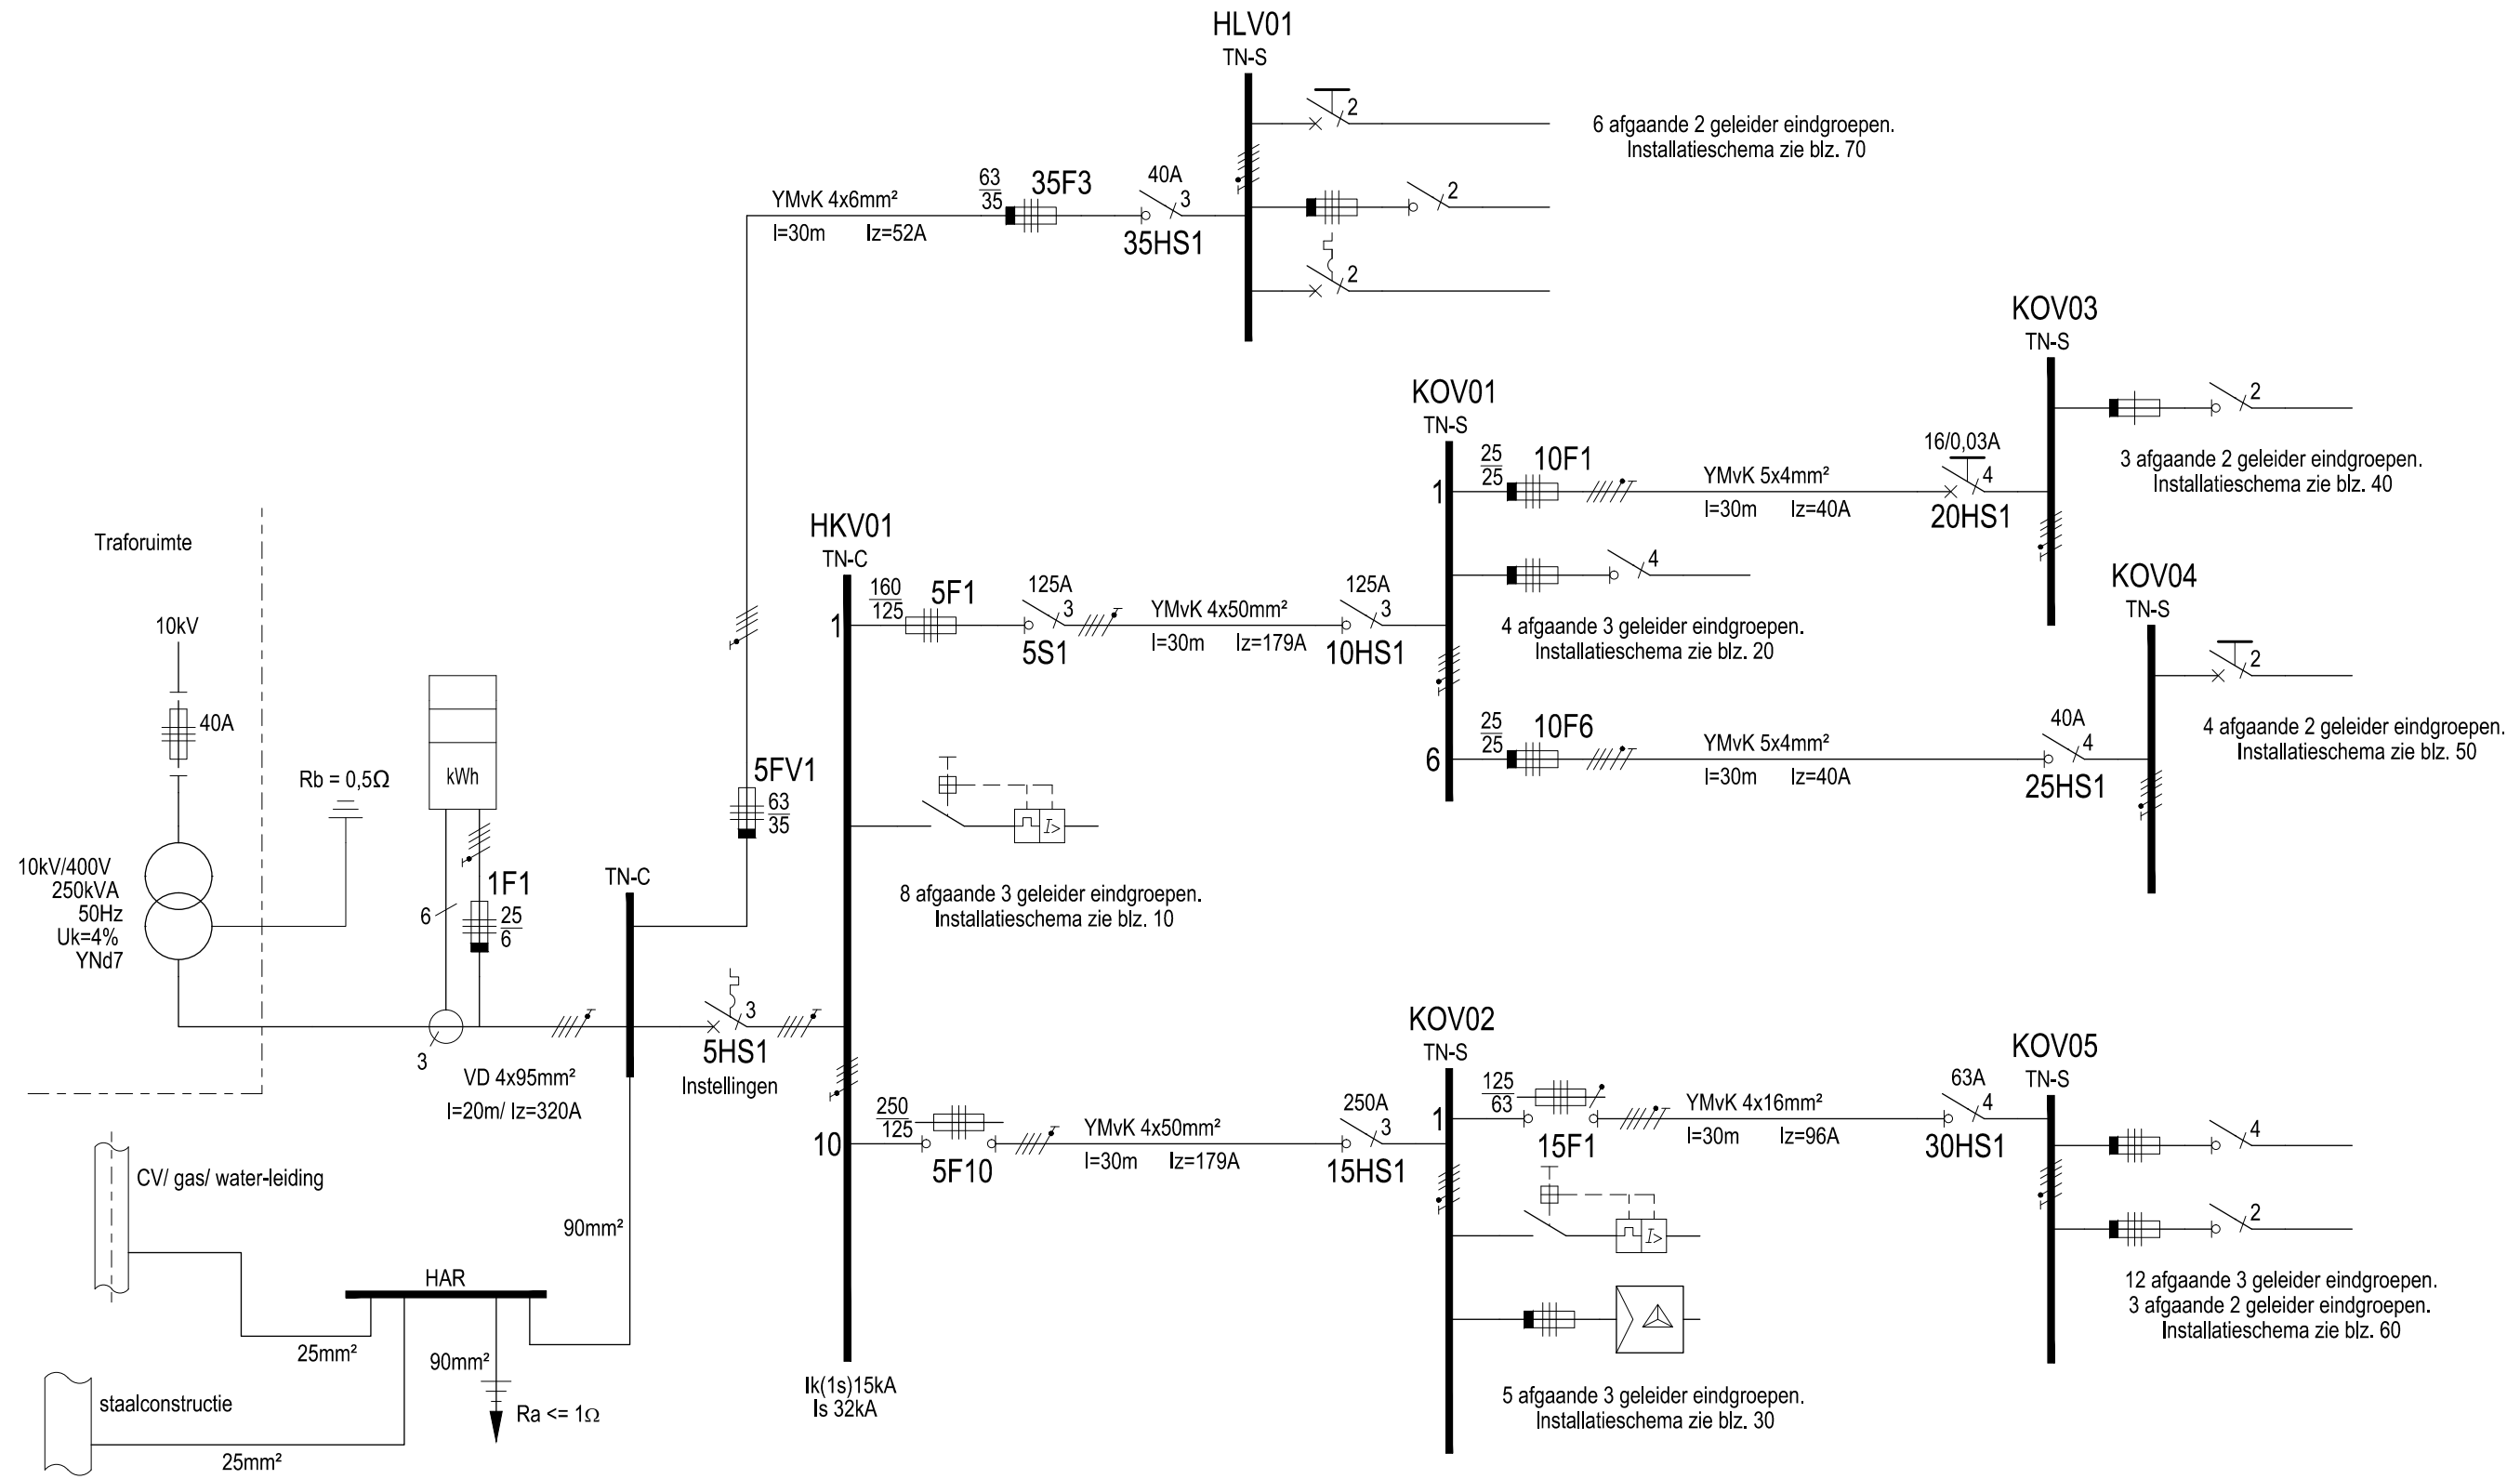 HLV01
TN-S
2
6 afgaande 2 geleider eindgroepen.
Installatieschema zie blz. 70
YMvK 4x6mm²
l=30m Iz=52A
63
35
35F3
40A
3
35HS1
2
2
KOV03
TN-S
2
3 afgaande 2 geleider eindgroepen.
Installatieschema zie blz. 40
KOV01
TN-S
1
25
25
10F1
YMvK 5x4mm²
l=30m Iz=40A
16/0,03A
4
20HS1
4
4 afgaande 3 geleider eindgroepen.
Installatieschema zie blz. 20
6
25
25
10F6
YMvK 5x4mm²
l=30m Iz=40A
40A
4
25HS1
KOV04
TN-S
2
4 afgaande 2 geleider eindgroepen.
Installatieschema zie blz. 50
HKV01
TN-C
1
160
125
5F1
125A
3
5S1
YMvK 4x50mm²
l=30m Iz=179A
125A
3
10HS1
I>
8 afgaande 3 geleider eindgroepen.
Installatieschema zie blz. 10
Traforuimte
10kV
40A
Rb = 0,5Ω
10kV/400V
250kVA
50Hz
Uk=4%
YNd7
kWh
6
1F1
25
6
3
VD 4x95mm²
l=20m/ Iz=320A
TN-C
5FV1
63
35
3
5HS1
Instellingen
10
250
125
5F10
YMvK 4x50mm²
l=30m Iz=179A
250A
3
15HS1
Ik(1s)15kA
Is 32kA
KOV02
TN-S
1
125
63
15F1
YMvK 4x16mm²
l=30m Iz=96A
63A
4
30HS1
I>
5 afgaande 3 geleider eindgroepen.
Installatieschema zie blz. 30
KOV05
TN-S
4
2
12 afgaande 3 geleider eindgroepen.
3 afgaande 2 geleider eindgroepen.
Installatieschema zie blz. 60
CV/ gas/ water-leiding
90mm²
HAR
25mm²
90mm²
Ra <= 1Ω
staalconstructie
25mm²